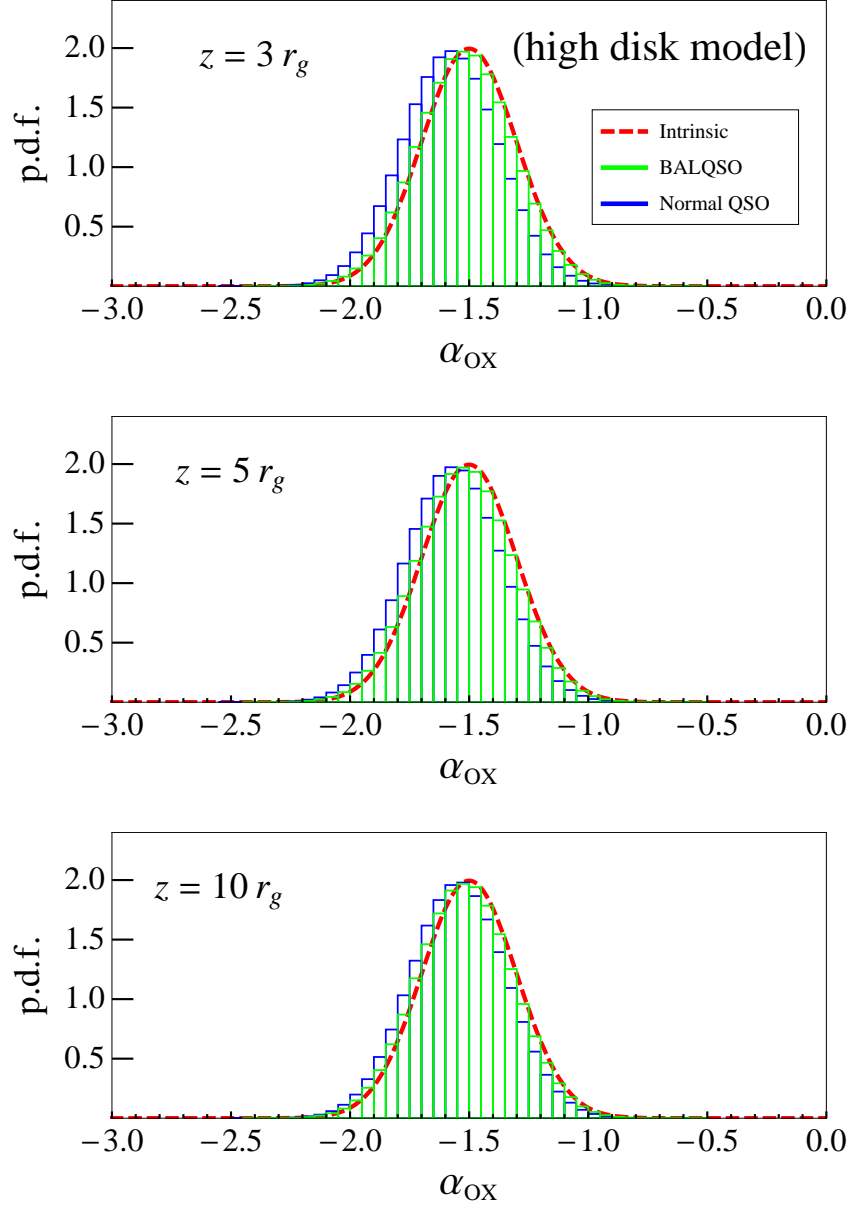 z = 3 r_g
(high disk model)
Intrinsic
BALQSO
Normal QSO
p.d.f.
2.0
1.5
1.0
0.5
−3.0 −2.5 −2.0 −1.5 −1.0 −0.5 0.0
α_OX
z = 5 r_g
p.d.f.
2.0
1.5
1.0
0.5
−3.0 −2.5 −2.0 −1.5 −1.0 −0.5 0.0
α_OX
z = 10 r_g
p.d.f.
2.0
1.5
1.0
0.5
−3.0 −2.5 −2.0 −1.5 −1.0 −0.5 0.0
α_OX